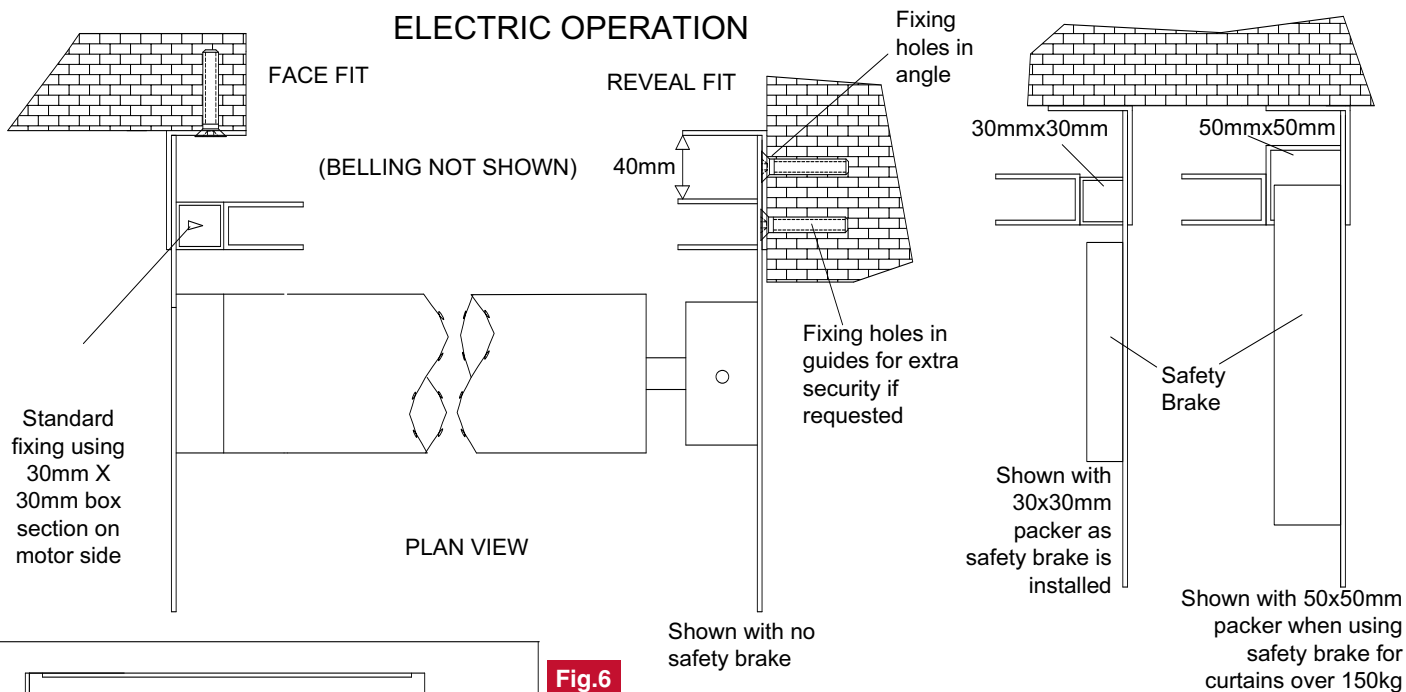 ELECTRIC OPERATION
FACE FIT
REVEAL FIT
Fixing
holes in
angle
(BELLING NOT SHOWN)
40mm
30mmx30mm
50mmx50mm
Fixing holes in
guides for extra
security if
requested
Safety
Brake
Standard
fixing using
30mm X
30mm box
section on
motor side
PLAN VIEW
Shown with
30x30mm
packer as
safety brake is
installed
Shown with no
safety brake
Shown with 50x50mm
packer when using
safety brake for
curtains over 150kg
Fig.6